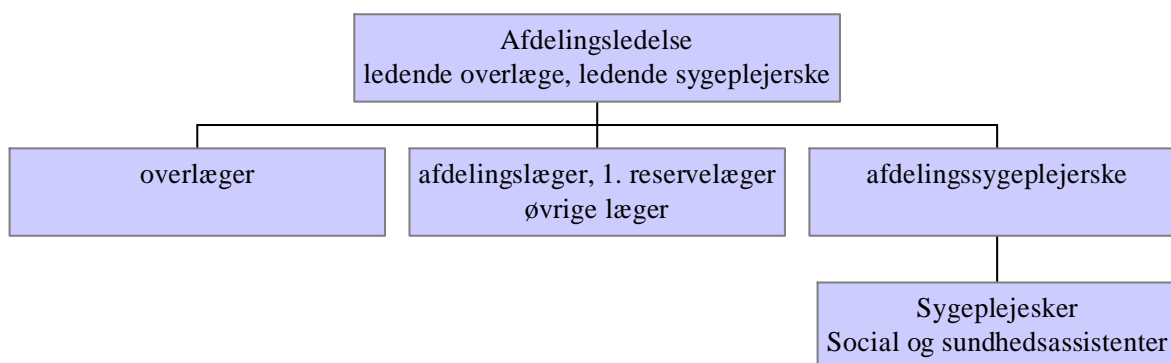 Afdelingsledelse
ledende overlæge, ledende sygeplejerske
overlæger
afdelingslæger, 1. reservelæger
øvrige læger
afdelingssygeplejerske
Sygeplejesker
Social og sundhedsassistenter